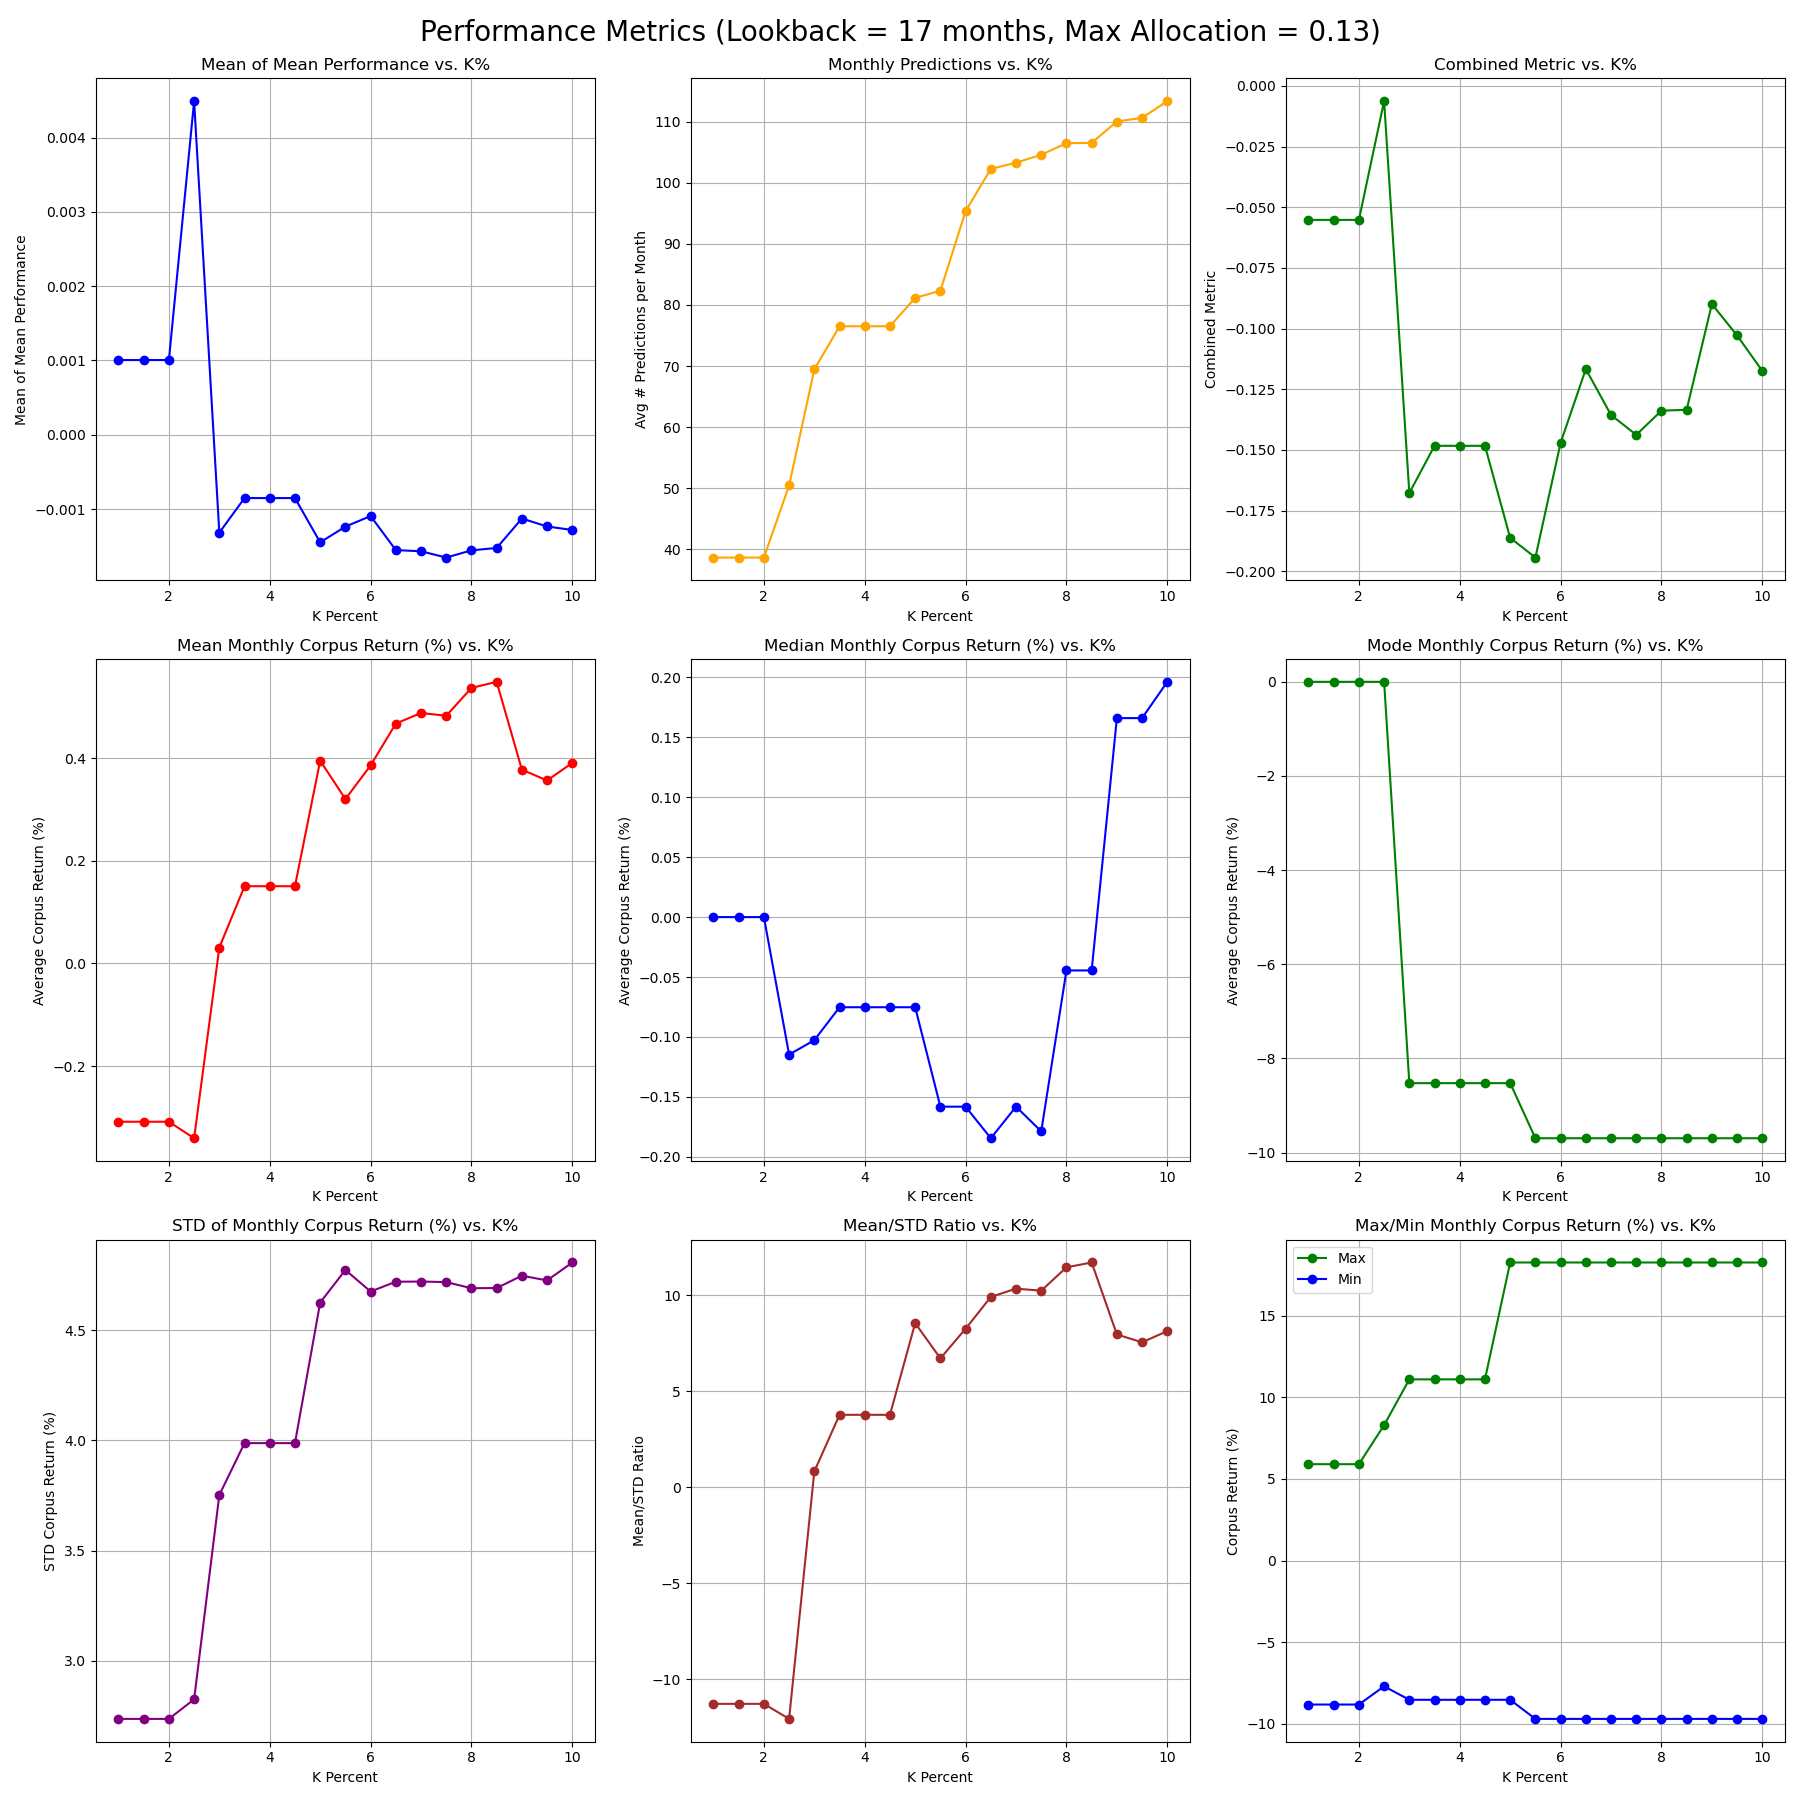 Performance Metrics (Lookback = 17 months, Max Allocation = 0.13)
Mean of Mean Performance vs. K%
Mean of Mean Performance
0.004
0.003
0.002
0.001
0.000
−0.001
2 4 6 8 10
K Percent
Monthly Predictions vs. K%
Avg # Predictions per Month
110
100
90
80
70
60
50
40
2 4 6 8 10
K Percent
Combined Metric vs. K%
Combined Metric
0.000
−0.025
−0.050
−0.075
−0.100
−0.125
−0.150
−0.175
−0.200
2 4 6 8 10
K Percent
Mean Monthly Corpus Return (%) vs. K%
Average Corpus Return (%)
0.4
0.2
0.0
−0.2
2 4 6 8 10
K Percent
Median Monthly Corpus Return (%) vs. K%
Average Corpus Return (%)
0.20
0.15
0.10
0.05
0.00
−0.05
−0.10
−0.15
−0.20
2 4 6 8 10
K Percent
Mode Monthly Corpus Return (%) vs. K%
Average Corpus Return (%)
0
−2
−4
−6
−8
−10
2 4 6 8 10
K Percent
STD of Monthly Corpus Return (%) vs. K%
STD Corpus Return (%)
4.5
4.0
3.5
3.0
2 4 6 8 10
K Percent
Mean/STD Ratio vs. K%
Mean/STD Ratio
10
5
0
−5
−10
2 4 6 8 10
K Percent
Max/Min Monthly Corpus Return (%) vs. K%
Max
Min
Corpus Return (%)
15
10
5
0
−5
−10
2 4 6 8 10
K Percent